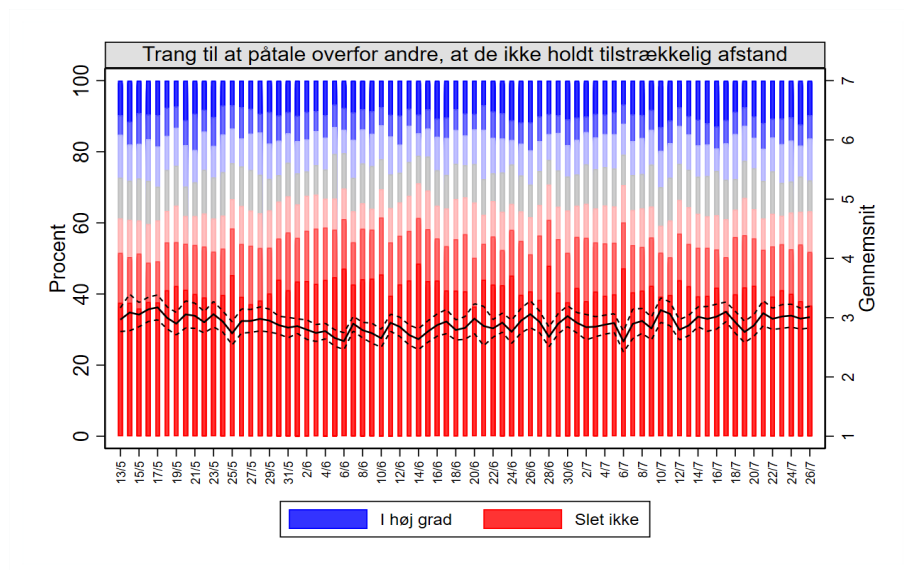 Trang til at påtale overfor andre, at de ikke holdt tilstrækkelig afstand
Procent
100
80
60
40
20
0
Gennemsnit
7
6
5
4
3
2
1
13/5 15/5 17/5 19/5 21/5 23/5 25/5 27/5 29/5 31/5 2/6 4/6 6/6 8/6 10/6 12/6 14/6 16/6 18/6 20/6 22/6 24/6 26/6 28/6 30/6 2/7 4/7 6/7 8/7 10/7 12/7 14/7 16/7 18/7 20/7 22/7 24/7 26/7
I høj grad Slet ikke